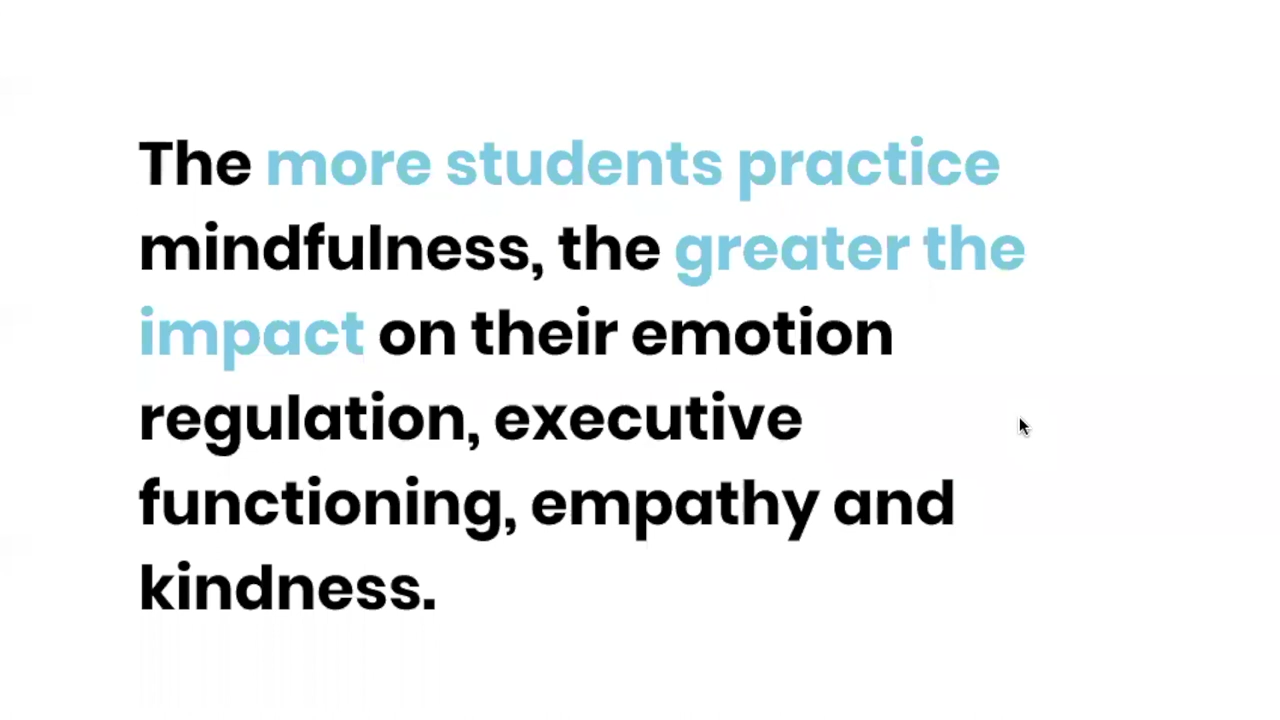 The more students practice
mindfulness, the greater the
impact on their emotion
regulation, executive
functioning, empathy and
kindness.